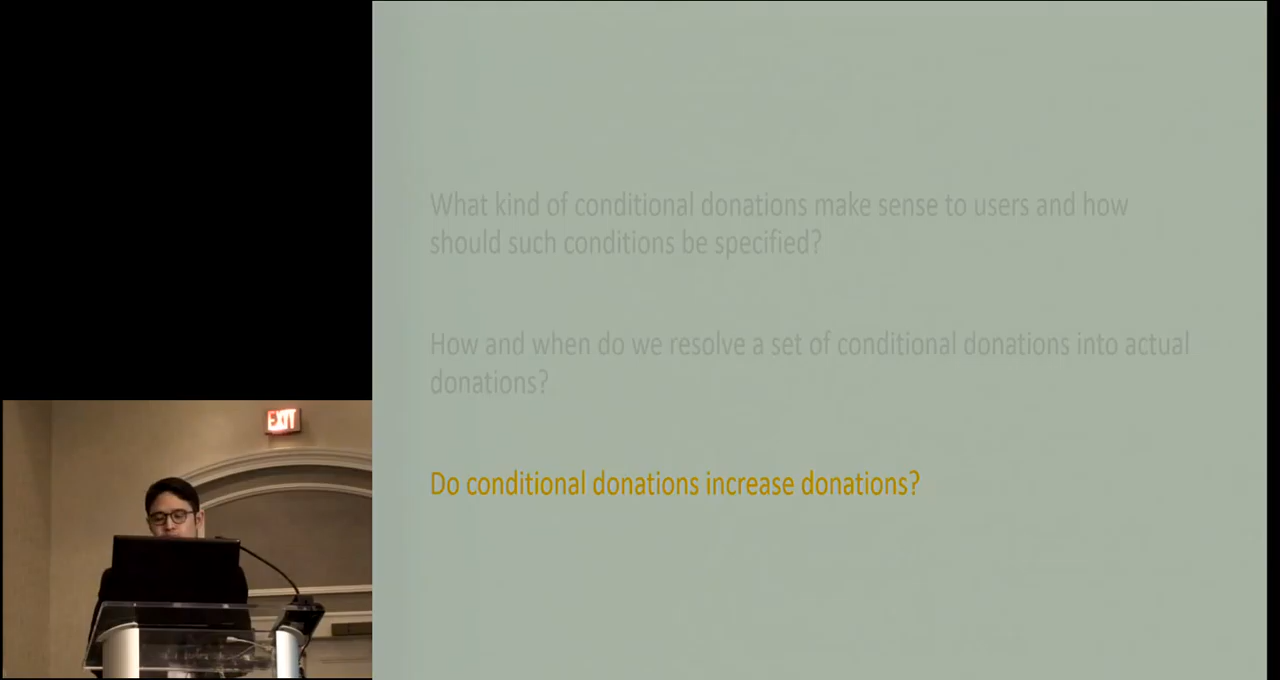 What kind of conditional donations make sense to users and how
should such conditions be specified?
How and when do we resolve a set of conditional donations into actual
donations?
Do conditional donations increase donations?
EXIT